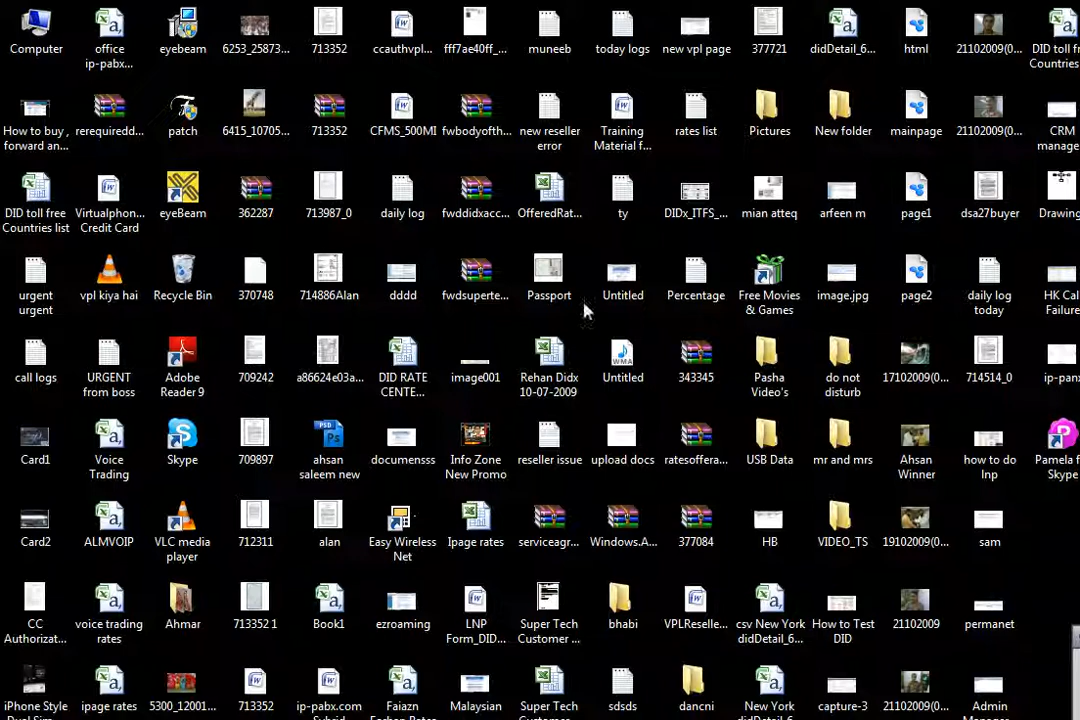 Computer
office
ip-pabx...
eyebeam
6253_25873...
713352
ccauthvpl...
fff7ae40ff_...
muneeb
today logs
new vpl page
377721
didDetail_6...
html
21102009(0...
DID toll fr
Countries
How to buy ,
forward an...
rerequiredd...
patch
6415_10705...
713352
CFMS_500MI
fwbodyofth...
new reseller
error
Training
Material f...
rates list
Pictures
New folder
mainpage
21102009(0...
CRM
manage
DID toll free
Countries list
Virtualphon...
Credit Card
eyeBeam
362287
713987_0
daily log
fwddidxacc...
OfferedRat...
ty
DIDx_ITFS_...
mian atteq
arfeen m
page1
dsa27buyer
Drawing
urgent
urgent
vpl kiya hai
Recycle Bin
370748
714886Alan
dddd
fwdsuperte...
Passport
Untitled
Percentage
Free Movies
& Games
image.jpg
page2
daily log
today
HK Cal
Failure
call logs
URGENT
from boss
Adobe
Reader 9
709242
a86624e03a...
DID RATE
CENTE...
image001
Rehan Didx
10-07-2009
WMA
Untitled
343345
Pasha
Video's
do not
disturb
17102009(0...
714514_0
ip-panx
Card1
Voice
Trading
Skype
709897
PSD
Ps
ahsan
saleem new
documensss
Info Zone
New Promo
reseller issue
upload docs
ratesoffera...
USB Data
mr and mrs
Ahsan
Winner
how to do
lnp
Pamela f
Skype
Card2
ALMVOIP
VLC media
player
712311
alan
Easy Wireless
Net
Ipage rates
serviceagr...
Windows.A...
377084
HB
VIDEO_TS
19102009(0...
sam
CC
Authorizat...
voice trading
rates
Ahmar
713352 1
Book1
ezroaming
LNP
Form_DID...
Super Tech
Customer ...
bhabi
VPLReselle...
csv New York
didDetail_6...
How to Test
DID
21102009
permanet
iPhone Style
ipage rates
5300_12001...
713352
ip-pabx.com
Faiazn
Malaysian
Super Tech
sdsds
dancni
New York
capture-3
21102009(0...
Admin